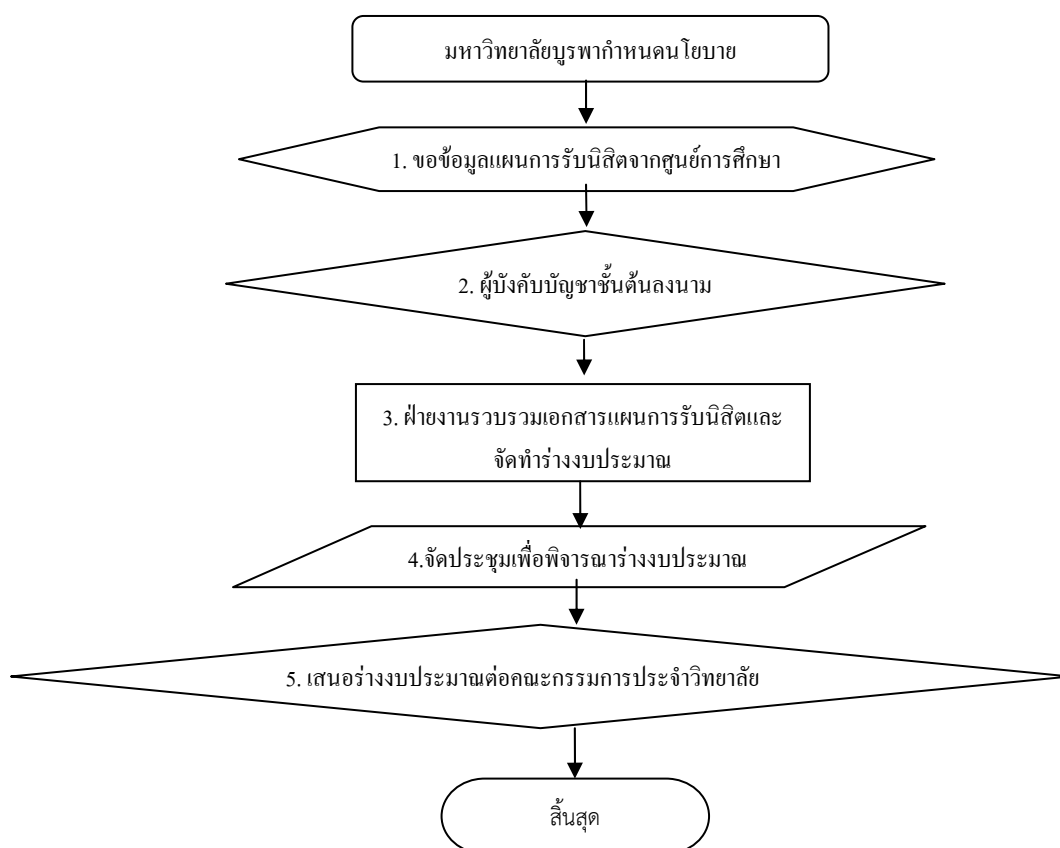 มหาวิทยาลัยบูรพากำหนดนโยบาย
1. ขอข้อมูลแผนการรับนิสิตจากศูนย์การศึกษา
2. ผู้บังคับบัญชาชั้นต้นลงนาม
3. ฝ่ายงานรวบรวมเอกสารแผนการรับนิสิตและ
จัดทำร่างงบประมาณ
4.จัดประชุมเพื่อพิจารณาร่างงบประมาณ
5. เสนอร่างงบประมาณต่อคณะกรรมการประจำวิทยาลัย
สิ้นสุด